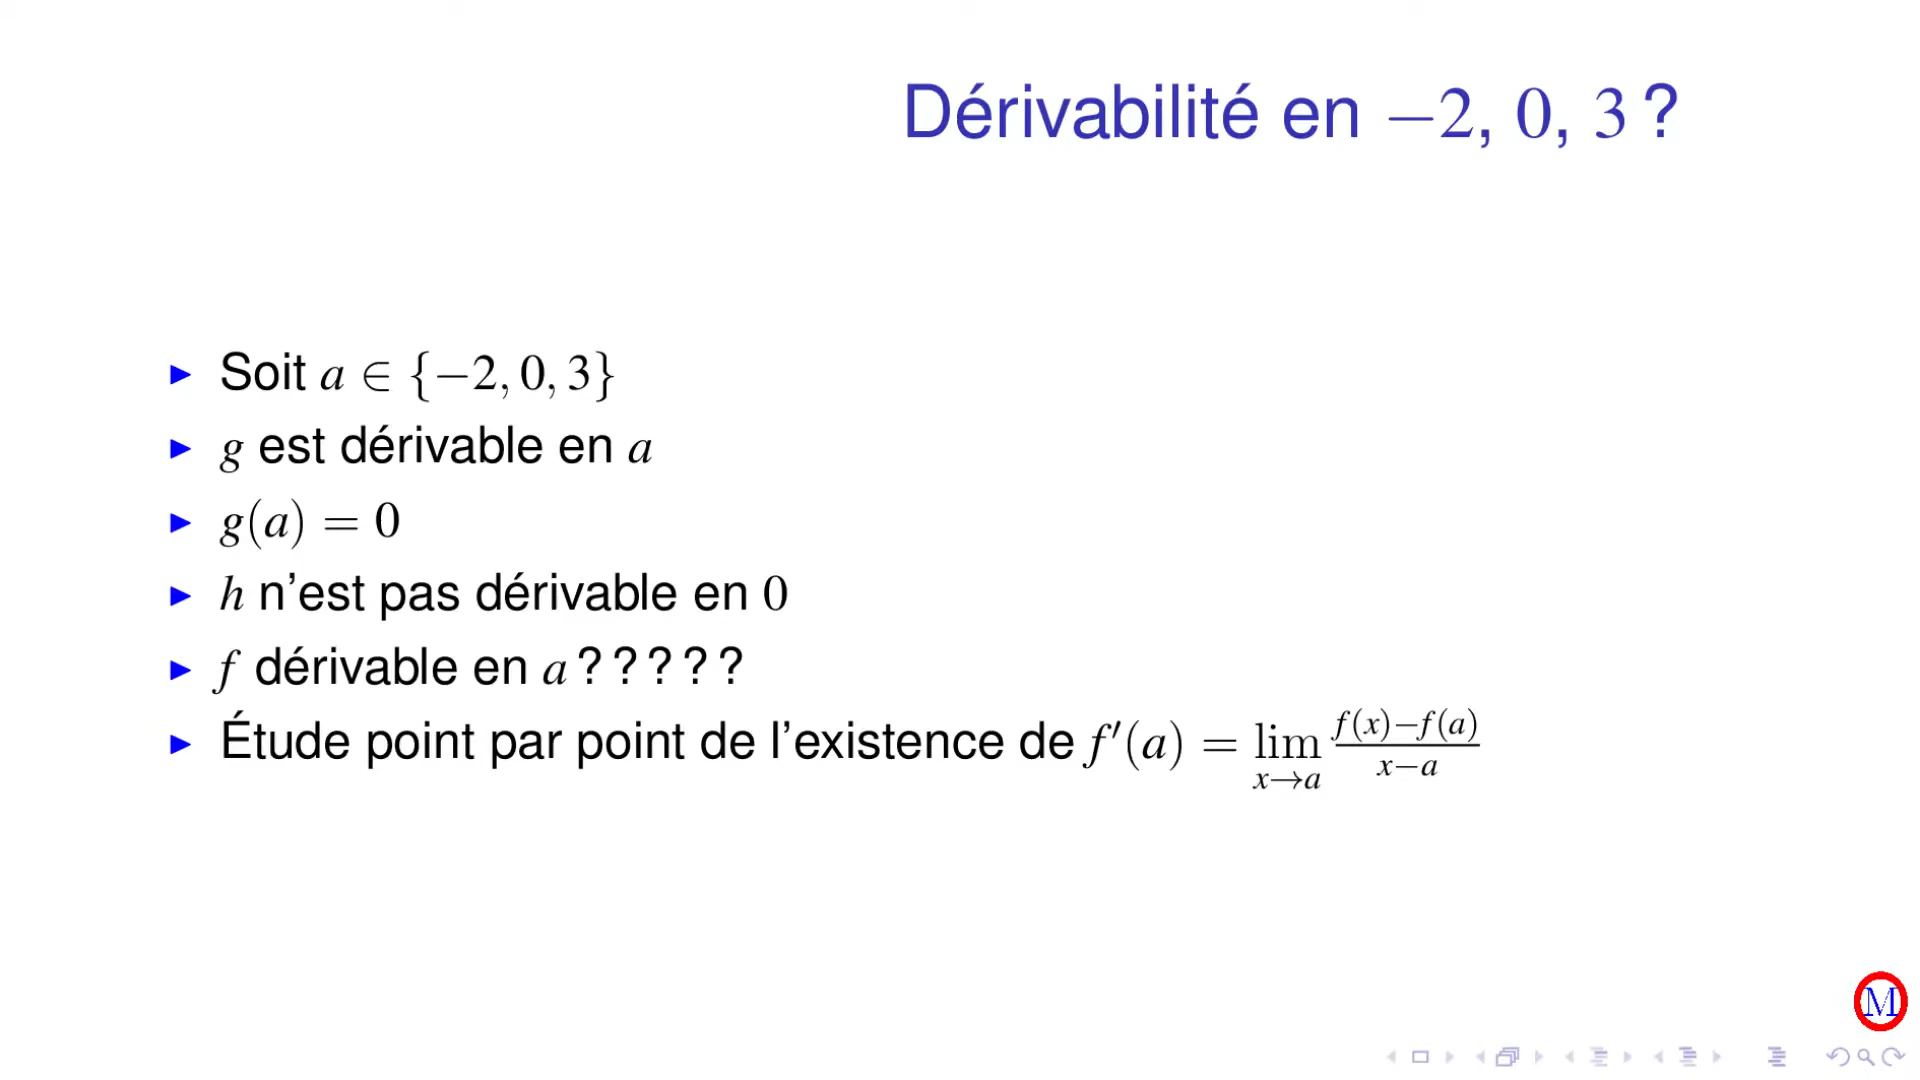 Dérivabilité en −2, 0, 3 ?
▶ Soit a ∈ {−2, 0, 3}
▶ g est dérivable en a
▶ g(a) = 0
▶ h n'est pas dérivable en 0
▶ f dérivable en a ? ? ? ? ?
▶ Étude point par point de l'existence de f′(a) = lim_{x→a} \frac{f(x)−f(a)}{x−a}
M